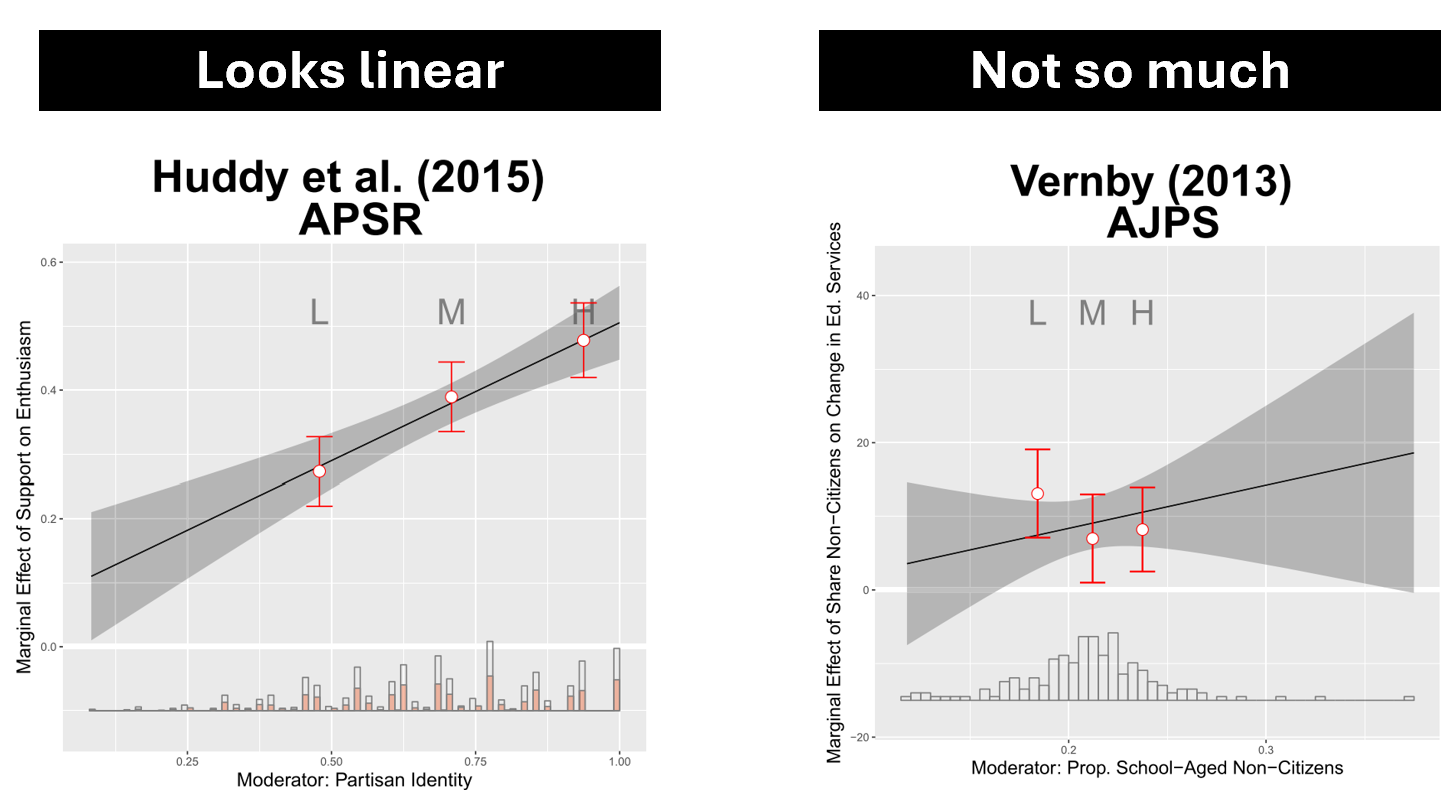 Looks linear
Not so much
Huddy et al. (2015)
APSR
Marginal Effect of Support on Enthusiasm
0.6
0.4
0.2
0.0
L
M
H
0.25
0.50
0.75
1.00
Moderator: Partisan Identity
Vernby (2013)
AJPS
Marginal Effect of Share Non−Citizens on Change in Ed. Services
40
20
0
−20
L
M
H
0.2
0.3
Moderator: Prop. School−Aged Non−Citizens